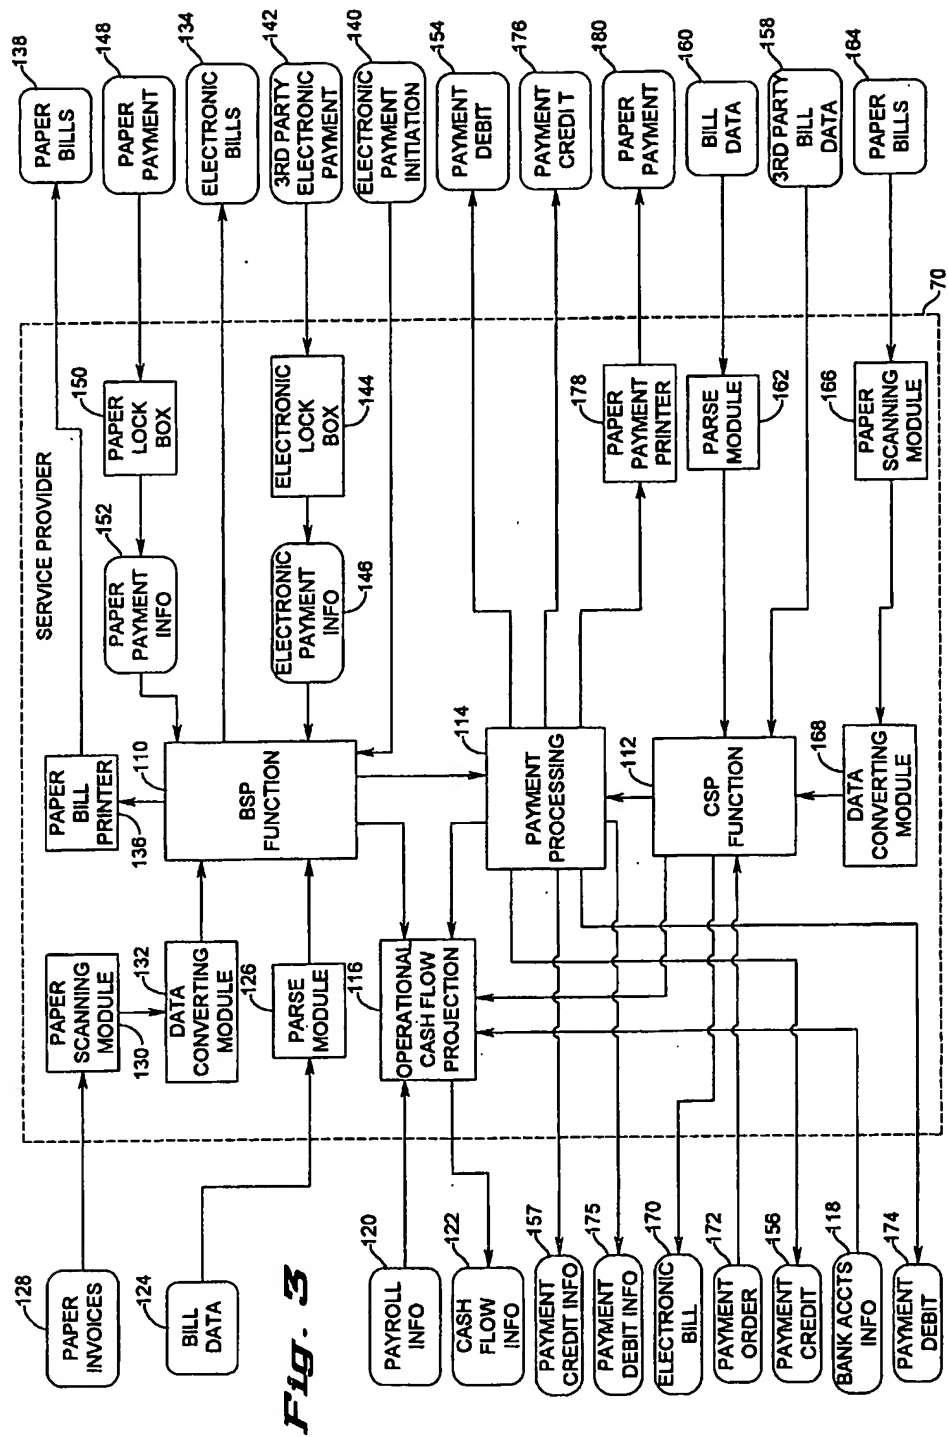 138
PAPER
BILLS
148
PAPER
PAYMENT
134
ELECTRONIC
BILLS
142
3RD PARTY
ELECTRONIC
PAYMENT
140
ELECTRONIC
PAYMENT
INITIATION
154
PAYMENT
DEBIT
176
PAYMENT
CREDIT
180
PAPER
PAYMENT
160
BILL
DATA
158
3RD PARTY
BILL
DATA
164
PAPER
BILLS
70
SERVICE PROVIDER
150
PAPER
LOCK
BOX
152
PAPER
PAYMENT
INFO
ELECTRONIC
LOCK
BOX
144
ELECTRONIC
PAYMENT
INFO
146
178
PAPER
PAYMENT
PRINTER
PARSE
MODULE
162
166
PAPER
SCANNING
MODULE
PAPER
BILL
PRINTER
136
110
BSP
FUNCTION
114
PAYMENT
PROCESSING
112
CSP
FUNCTION
168
DATA
CONVERTING
MODULE
PAPER
SCANNING
MODULE
130
132
DATA
CONVERTING
MODULE
126
PARSE
MODULE
116
OPERATIONAL
CASH FLOW
PROJECTION
128
PAPER
INVOICES
124
BILL
DATA
120
PAYROLL
INFO
122
CASH
FLOW
INFO
157
PAYMENT
CREDIT INFO
175
PAYMENT
DEBIT INFO
170
ELECTRONIC
BILL
172
PAYMENT
ORDER
156
PAYMENT
CREDIT
118
BANK ACCTS
INFO
174
PAYMENT
DEBIT
Fig. 3